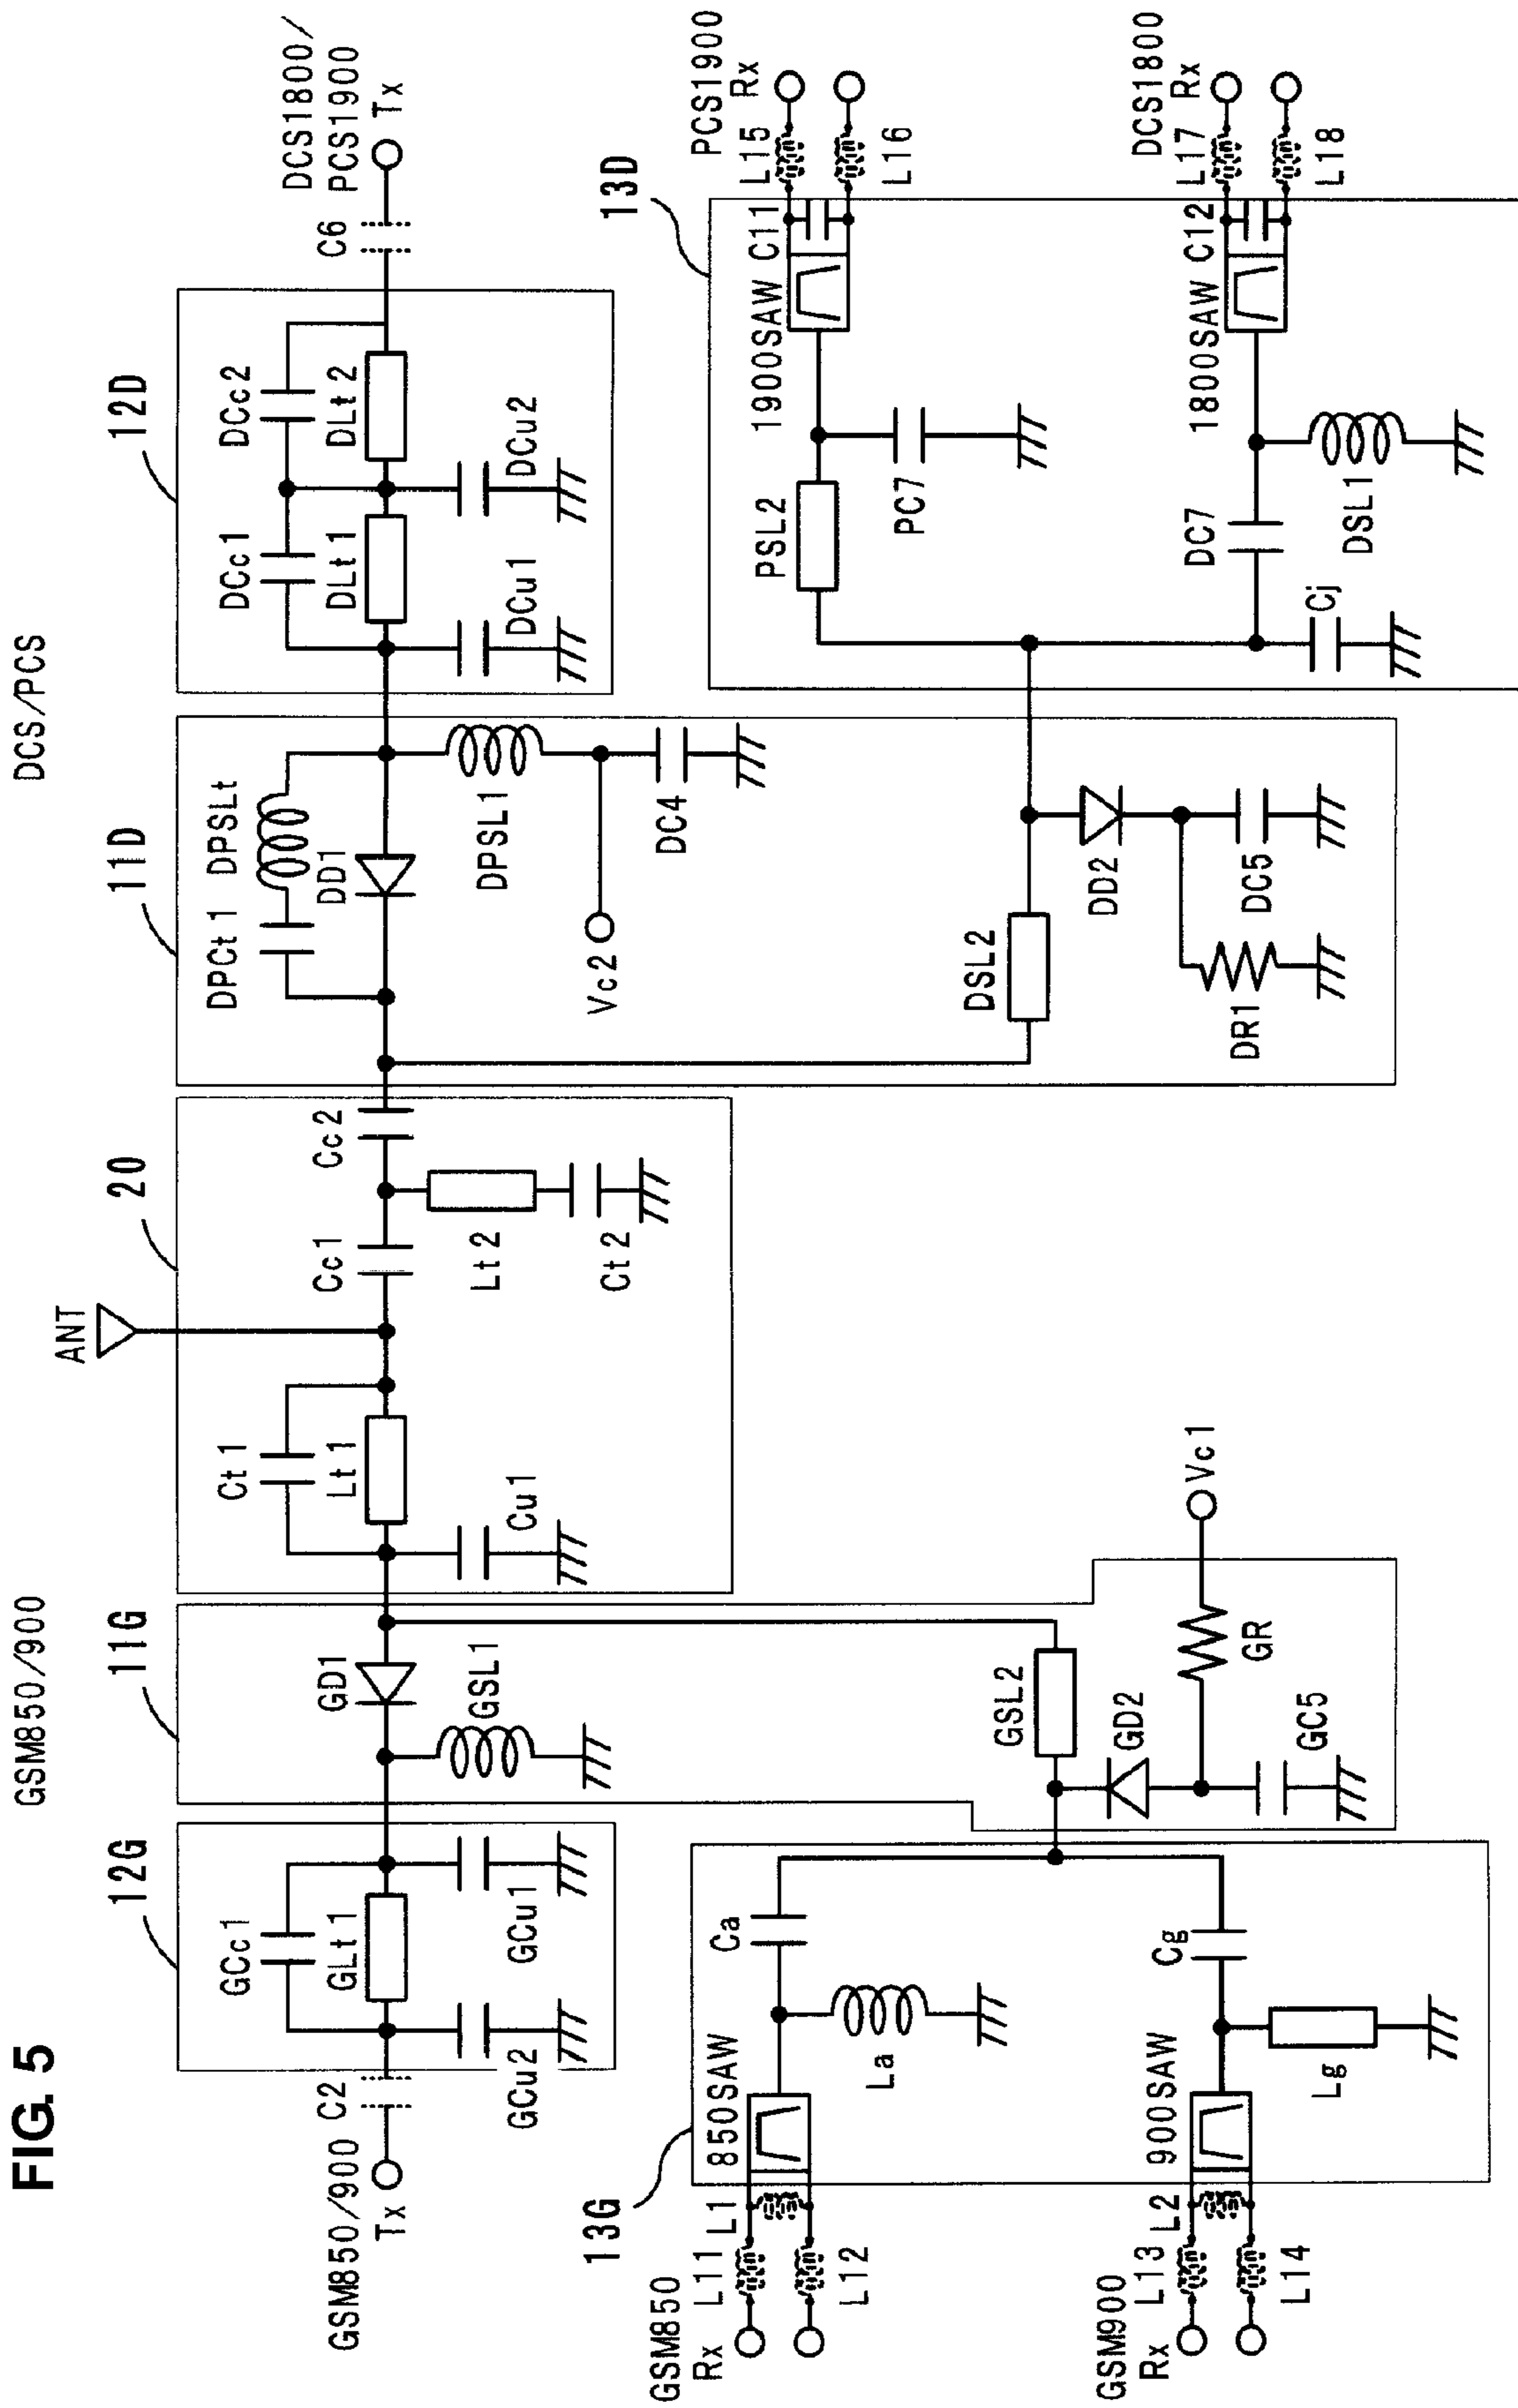 FIG. 5
GSM850/900
DCS/PCS
12G
11G
20
11D
12D
ANT
GCc1
GLt1
GD1
Ct1
Lt1
Cc1
Cc2
DPCt1
DPSLt
DD1
DCc1
DLt1
DCc2
DLt2
C6
DCS1800/
PCS1900
Tx
GSM850/900
Tx
C2
GCu2
GCu1
GSL1
Cu1
Lt2
Ct2
DPSL1
Vc2
DC4
DCu1
DCu2
13G
13D
GSM850
Rx
L11
L1
L12
850SAW
Ca
La
GSL2
GD2
GR
Vc1
GC5
DSL2
DD2
DR1
DC5
PSL2
PC7
1900SAW
C11
L15
L16
PCS1900
Rx
GSM900
Rx
L13
L2
L14
900SAW
Cg
Lg
Cj
DC7
DSL1
1800SAW
C12
L17
L18
DCS1800
Rx